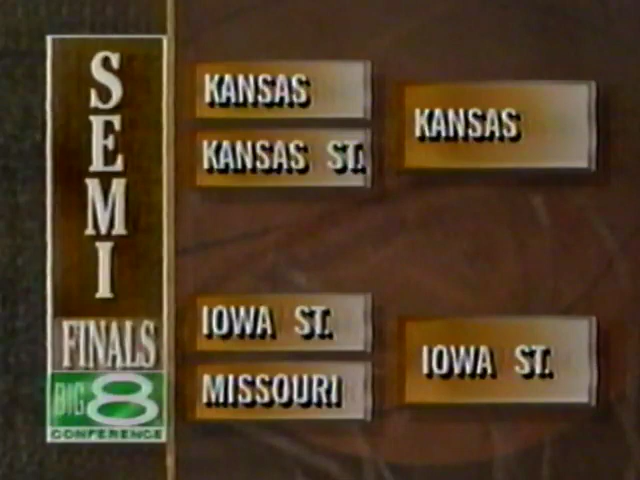 SEMI
FINALS
BIG 8
CONFERENCE
KANSAS
KANSAS ST.
KANSAS
IOWA ST.
MISSOURI
IOWA ST.